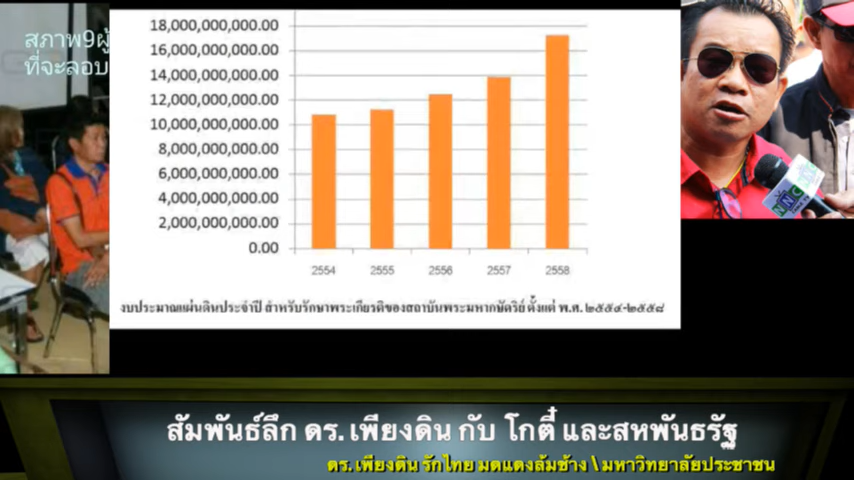 สภาพ9ผู้
ที่จะลอบ
18,000,000,000.00
16,000,000,000.00
14,000,000,000.00
12,000,000,000.00
10,000,000,000.00
8,000,000,000.00
6,000,000,000.00
4,000,000,000.00
2,000,000,000.00
0.00
2554 2555 2556 2557 2558
งบประมาณแผ่นดินประจำปี สำหรับรักษาพระเกียรติของสถาบันพระมหากษัตริย์ ตั้งแต่ พ.ศ. ๒๕๕๔-๒๕๕๘
NNC
สัมพันธ์ลึก ดร. เพียงดิน กับ โกตี๋ และสหพันธรัฐ
ดร. เพียงดิน รักไทย มดแดงล้มช้าง \ มหาวิทยาลัยประชาชน